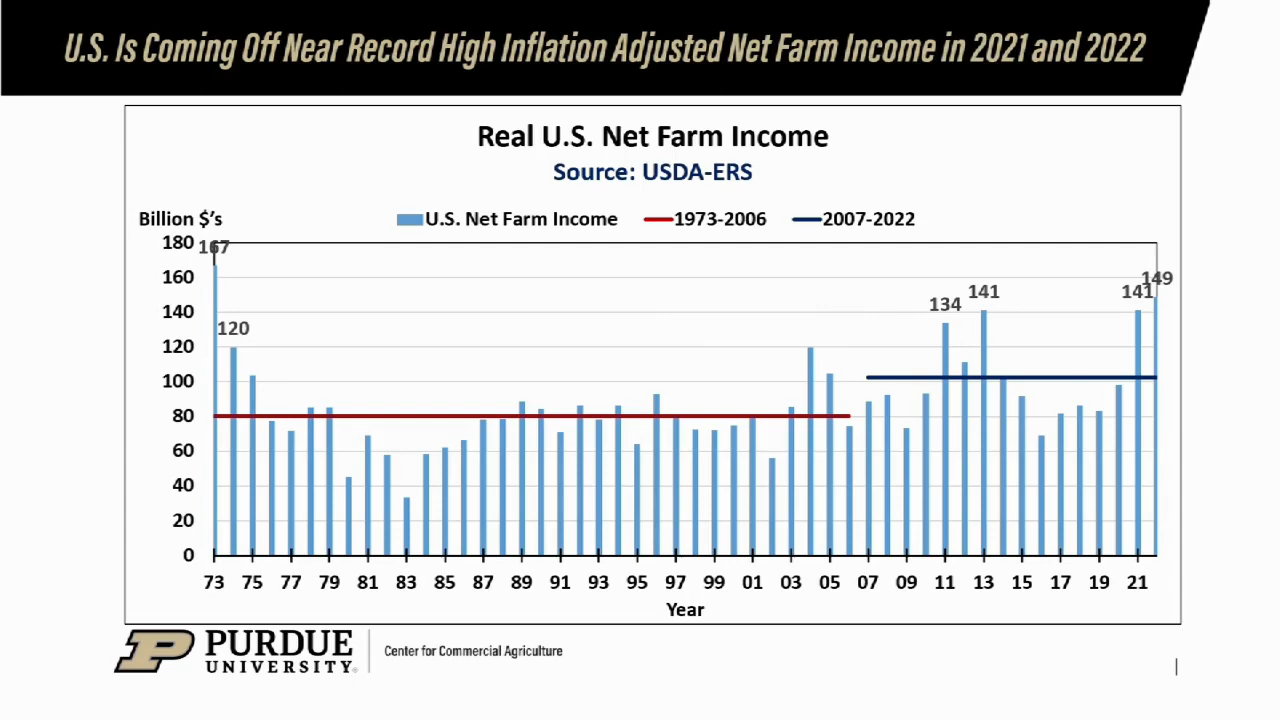 U.S. Is Coming Off Near Record High Inflation Adjusted Net Farm Income in 2021 and 2022
Real U.S. Net Farm Income
Source: USDA-ERS
Billion $'s
U.S. Net Farm Income 1973-2006 2007-2022
180
160
140
120
100
80
60
40
20
0
167
120
134
141
141
149
73 75 77 79 81 83 85 87 89 91 93 95 97 99 01 03 05 07 09 11 13 15 17 19 21
Year
P PURDUE
UNIVERSITY®
Center for Commercial Agriculture